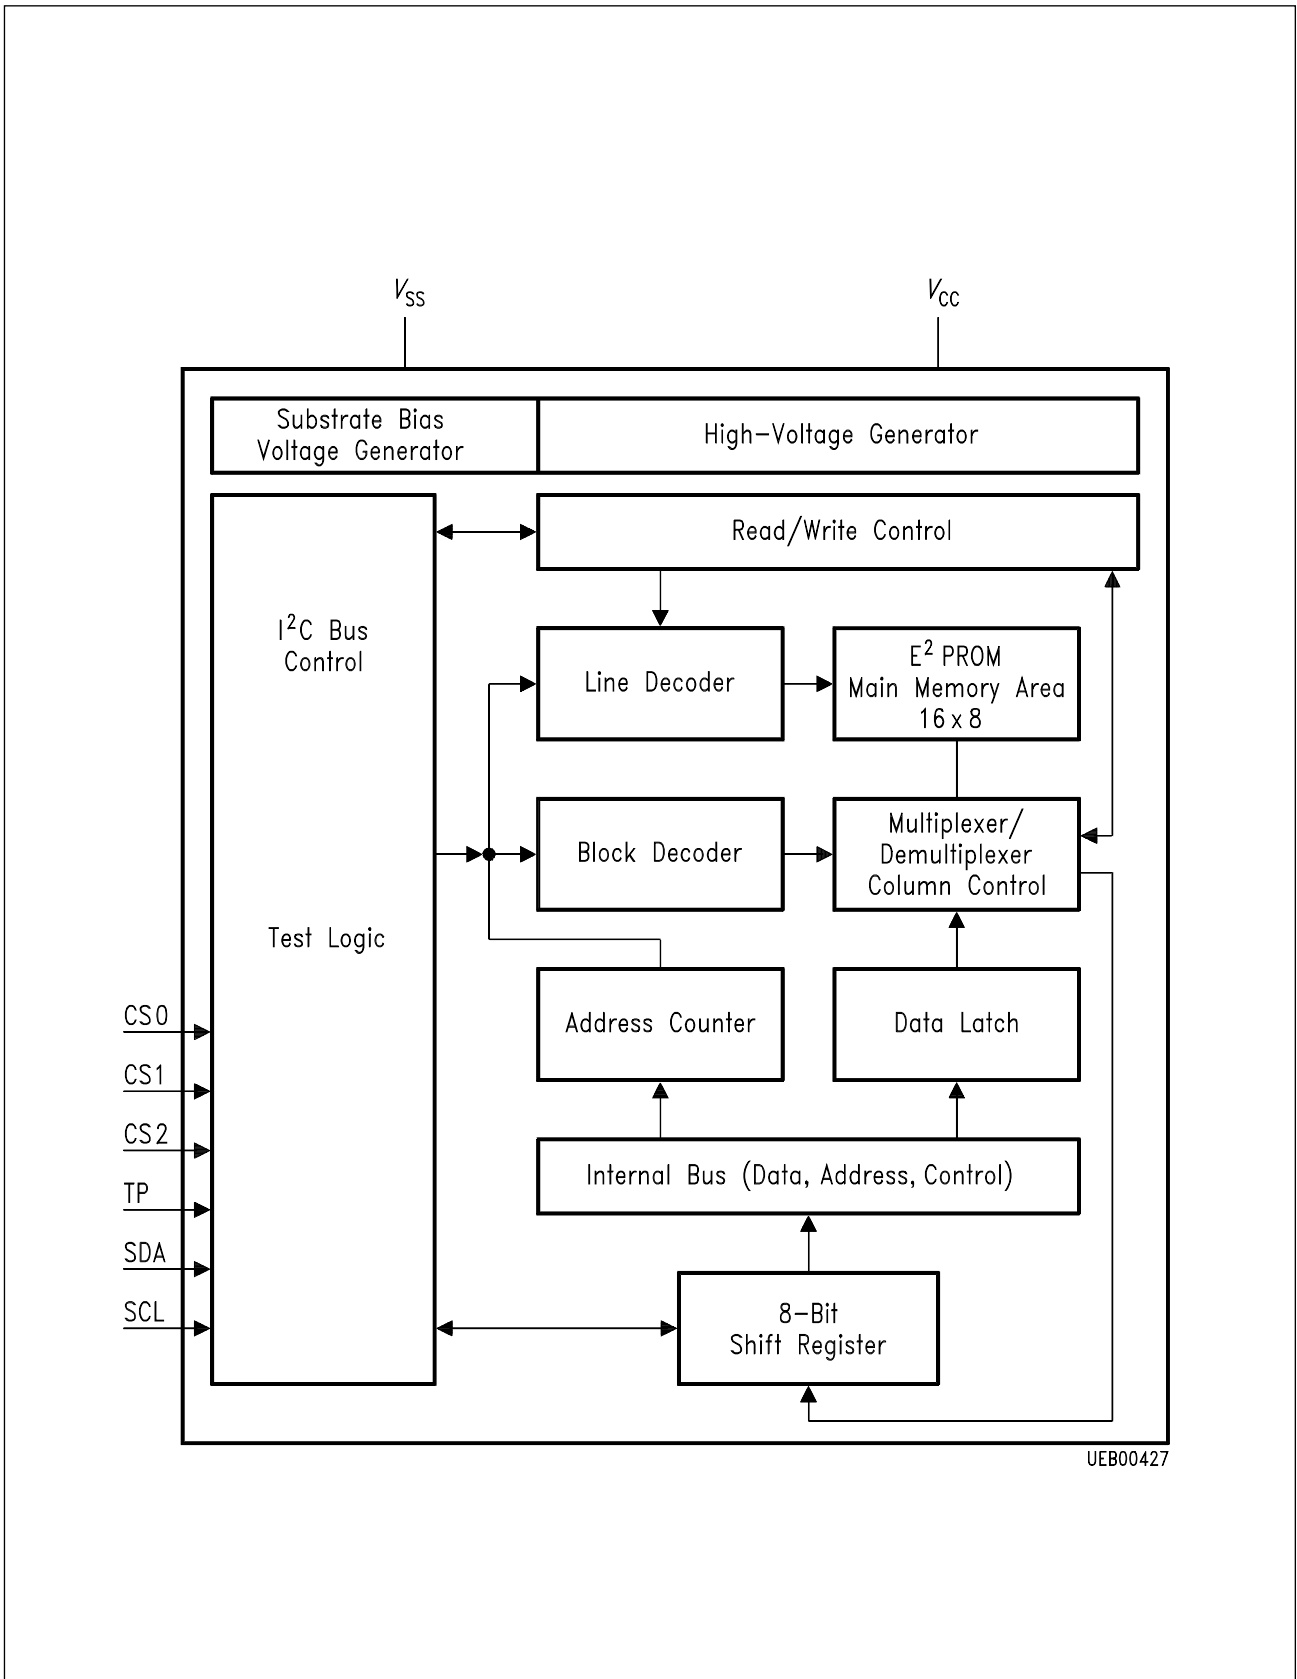 VSS
VCC
Substrate Bias
Voltage Generator
High-Voltage Generator
Read/Write Control
I²C Bus
Control
Line Decoder
E² PROM
Main Memory Area
16 x 8
Block Decoder
Multiplexer/
Demultiplexer
Column Control
Test Logic
Address Counter
Data Latch
CS0
CS1
CS2
TP
SDA
SCL
Internal Bus (Data, Address, Control)
8-Bit
Shift Register
UEB00427